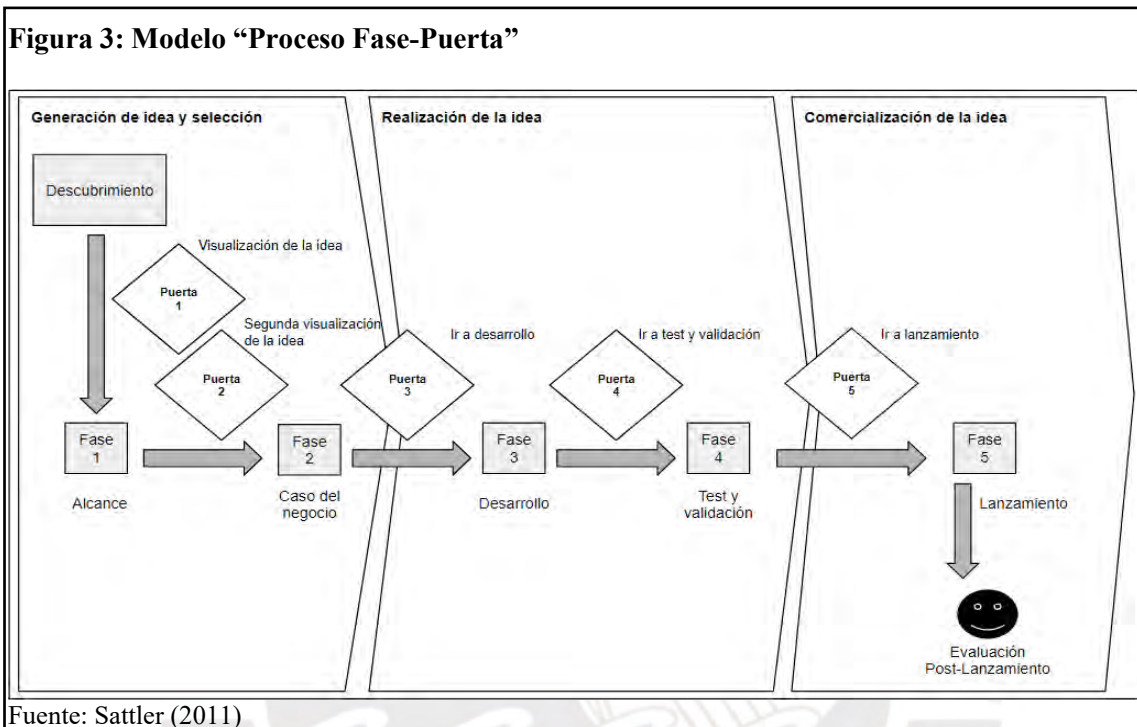 Figura 3: Modelo “Proceso Fase-Puerta”
Generación de idea y selección
Realización de la idea
Comercialización de la idea
Descubrimiento
Visualización de la idea
Puerta
1
Segunda visualización
de la idea
Puerta
2
Ir a desarrollo
Puerta
3
Ir a test y validación
Puerta
4
Ir a lanzamiento
Puerta
5
Fase
1
Alcance
Fase
2
Caso del
negocio
Fase
3
Desarrollo
Fase
4
Test y
validación
Fase
5
Lanzamiento
Evaluación
Post-Lanzamiento
Fuente: Sattler (2011)